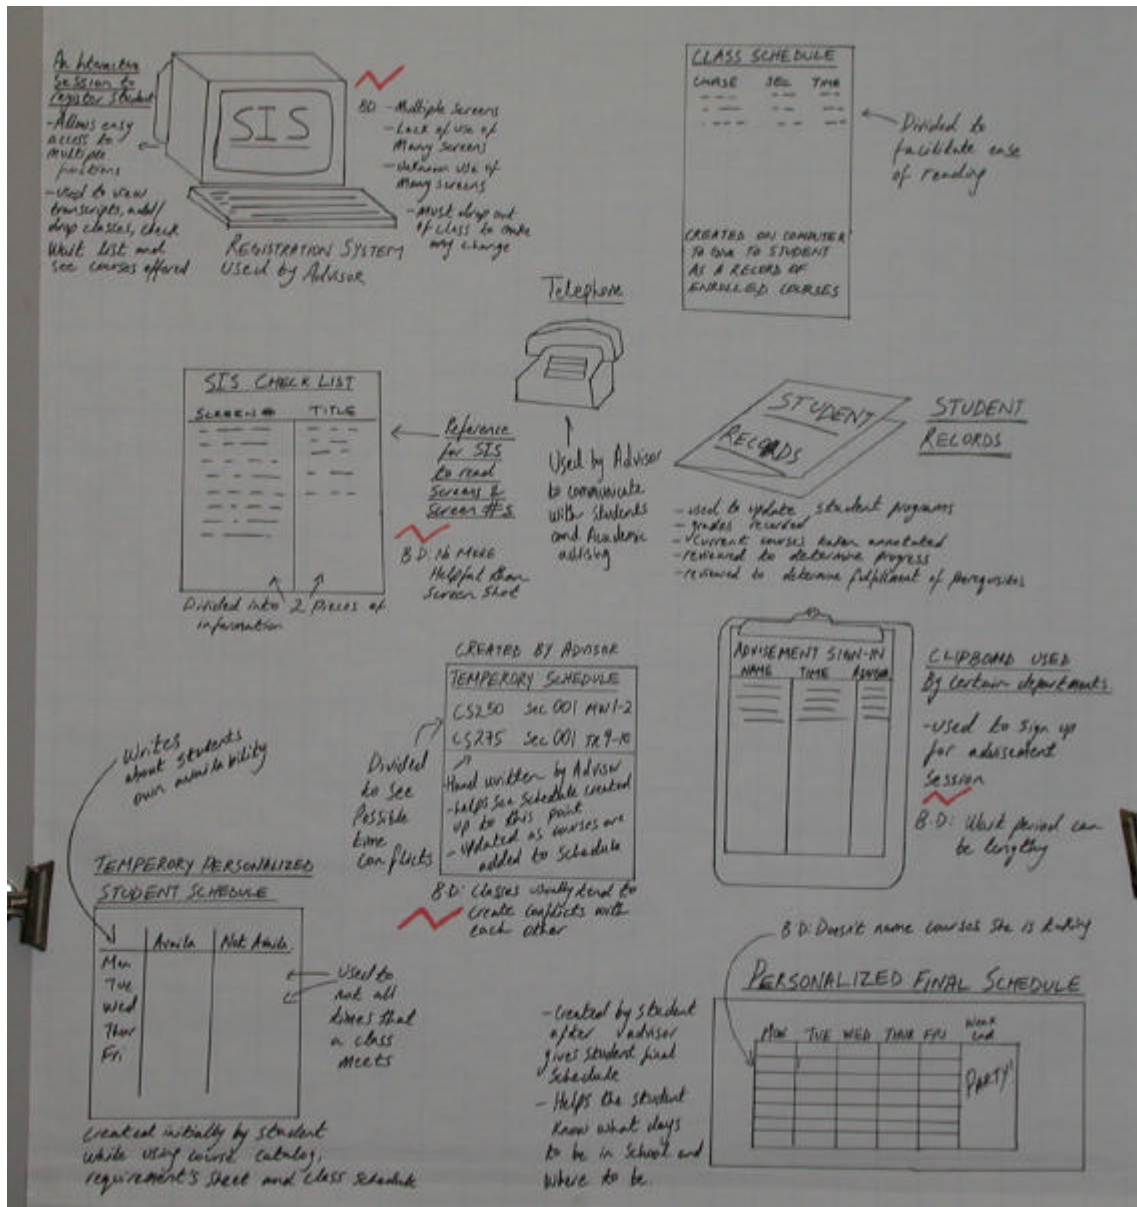 An Interactive
Session to
register student
-Allows easy
access to
multiple
functions
-used to view
transcripts, add/
drop classes, check
Wait list and
see courses offered
SIS
REGISTRATION SYSTEM
Used by Advisor
BD -Multiple Screens
-Lack of use of
Many screens
-Unknown use of
Many screens
-Must drop out
of class to make
any change
CLASS SCHEDULE
COURSE SEC TIME
CREATED ON COMPUTER
TO GIVE TO STUDENT
AS A RECORD OF
ENROLLED COURSES
Divided to
facilitate ease
of reading
Telephone
Used by Advisor
to communicate
with students
and Academic
advising
SIS CHECK LIST
SCREEN # TITLE
Divided into 2 pieces of
information
Reference
for SIS
to read
Screens &
Screen #s
B.D: No More
Helpful than
Screen Shot
STUDENT
RECORDS
STUDENT
RECORDS
-used to update student programs
-grades recorded
-current courses taken annotated
-reviewed to determine progress
-reviewed to determine fulfillment of prerequisites
CREATED BY ADVISOR
TEMPERORY SCHEDULE
CS250 Sec 001 MW 1-2
CS275 Sec 001 TR 9-10
-Hand written by Advisor
-helps see schedule created
up to this point
-updated as courses are
added to schedule
Divided
to see
Possible
time
conflicts
B.D: Classes usually tend to
create conflicts with
each other
ADVISEMENT SIGN-IN
NAME TIME ADVISOR
CLIPBOARD USED
By certain departments
-used to sign up
for advisement
Session
B.D: Wait period can
be lengthy
Writes
about students
own availability
TEMPERORY PERSONALIZED
STUDENT SCHEDULE
Availa Not Availa.
Mon
Tue
Wed
Thur
Fri
used to
not all
times that
a class
meets
Created initially by student
while using course catalog,
requirement's sheet and class schedule
B.D: Doesn't name courses she is taking
PERSONALIZED FINAL SCHEDULE
MON TUE WED THUR FRI Week
End
PARTY!
-Created by student
after advisor
gives student final
Schedule
-Helps the student
Know what days
to be in School and
where to be.